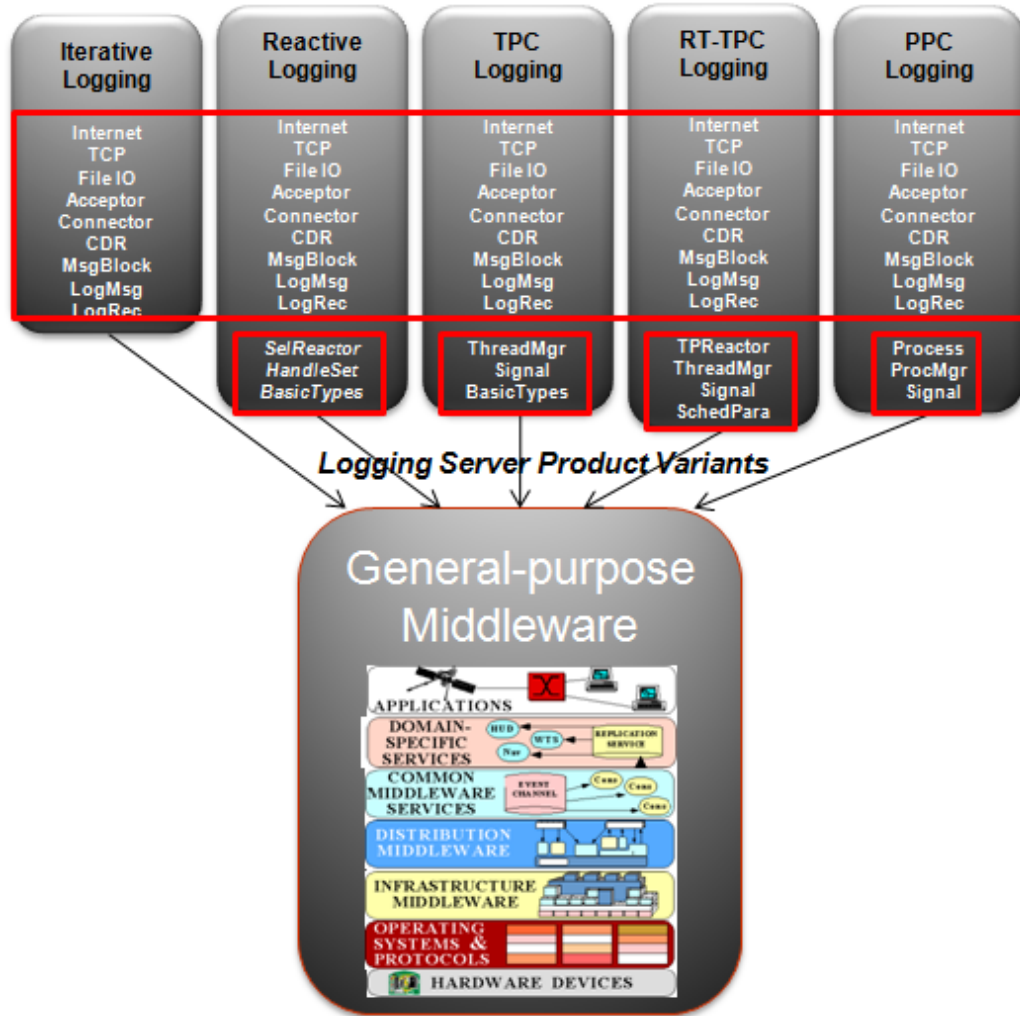 Iterative
Logging
Internet
TCP
File IO
Acceptor
Connector
CDR
MsgBlock
LogMsg
LogRec
Reactive
Logging
Internet
TCP
File IO
Acceptor
Connector
CDR
MsgBlock
LogMsg
LogRec
SelReactor
HandleSet
BasicTypes
TPC
Logging
Internet
TCP
File IO
Acceptor
Connector
CDR
MsgBlock
LogMsg
LogRec
ThreadMgr
Signal
BasicTypes
RT-TPC
Logging
Internet
TCP
File IO
Acceptor
Connector
CDR
MsgBlock
LogMsg
LogRec
TPReactor
ThreadMgr
Signal
SchedPara
PPC
Logging
Internet
TCP
File IO
Acceptor
Connector
CDR
MsgBlock
LogMsg
LogRec
Process
ProcMgr
Signal
Logging Server Product Variants
General-purpose
Middleware
APPLICATIONS
DOMAIN-
SPECIFIC
SERVICES
HUD
WTS
Nav
REPLICATION
SERVICE
COMMON
MIDDLEWARE
SERVICES
EVENT
CHANNEL
Cons
Cons
Cons
DISTRIBUTION
MIDDLEWARE
INFRASTRUCTURE
MIDDLEWARE
OPERATING
SYSTEMS &
PROTOCOLS
HARDWARE DEVICES